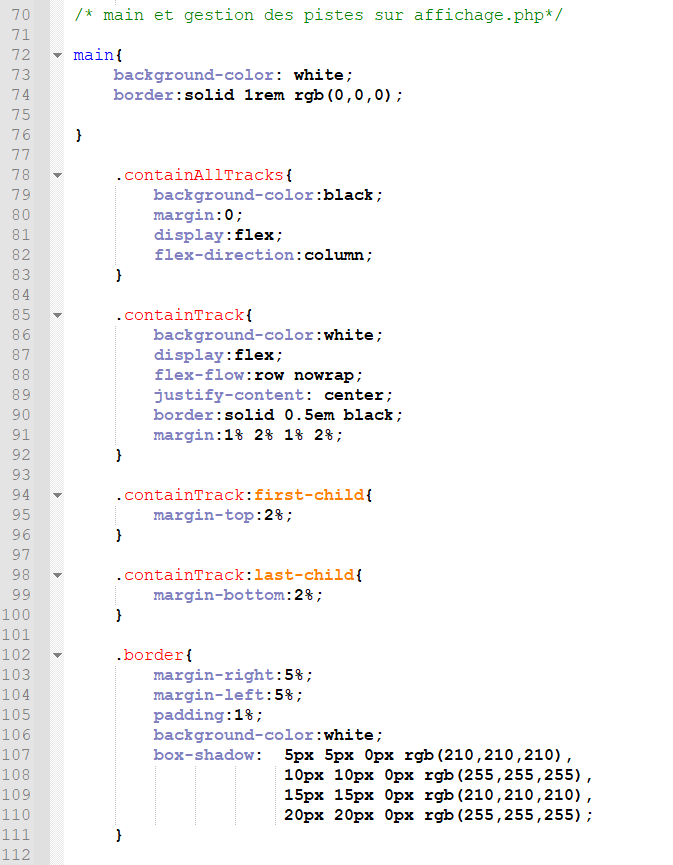 70 /* main et gestion des pistes sur affichage.php*/
71
72 main{
73 background-color: white;
74 border:solid 1rem rgb(0,0,0);
75
76 }
77
78 .containAllTracks{
79 background-color:black;
80 margin:0;
81 display:flex;
82 flex-direction:column;
83 }
84
85 .containTrack{
86 background-color:white;
87 display:flex;
88 flex-flow:row nowrap;
89 justify-content: center;
90 border:solid 0.5em black;
91 margin:1% 2% 1% 2%;
92 }
93
94 .containTrack:first-child{
95 margin-top:2%;
96 }
97
98 .containTrack:last-child{
99 margin-bottom:2%;
100 }
101
102 .border{
103 margin-right:5%;
104 margin-left:5%;
105 padding:1%;
106 background-color:white;
107 box-shadow: 5px 5px 0px rgb(210,210,210),
108 10px 10px 0px rgb(255,255,255),
109 15px 15px 0px rgb(210,210,210),
110 20px 20px 0px rgb(255,255,255);
111 }
112